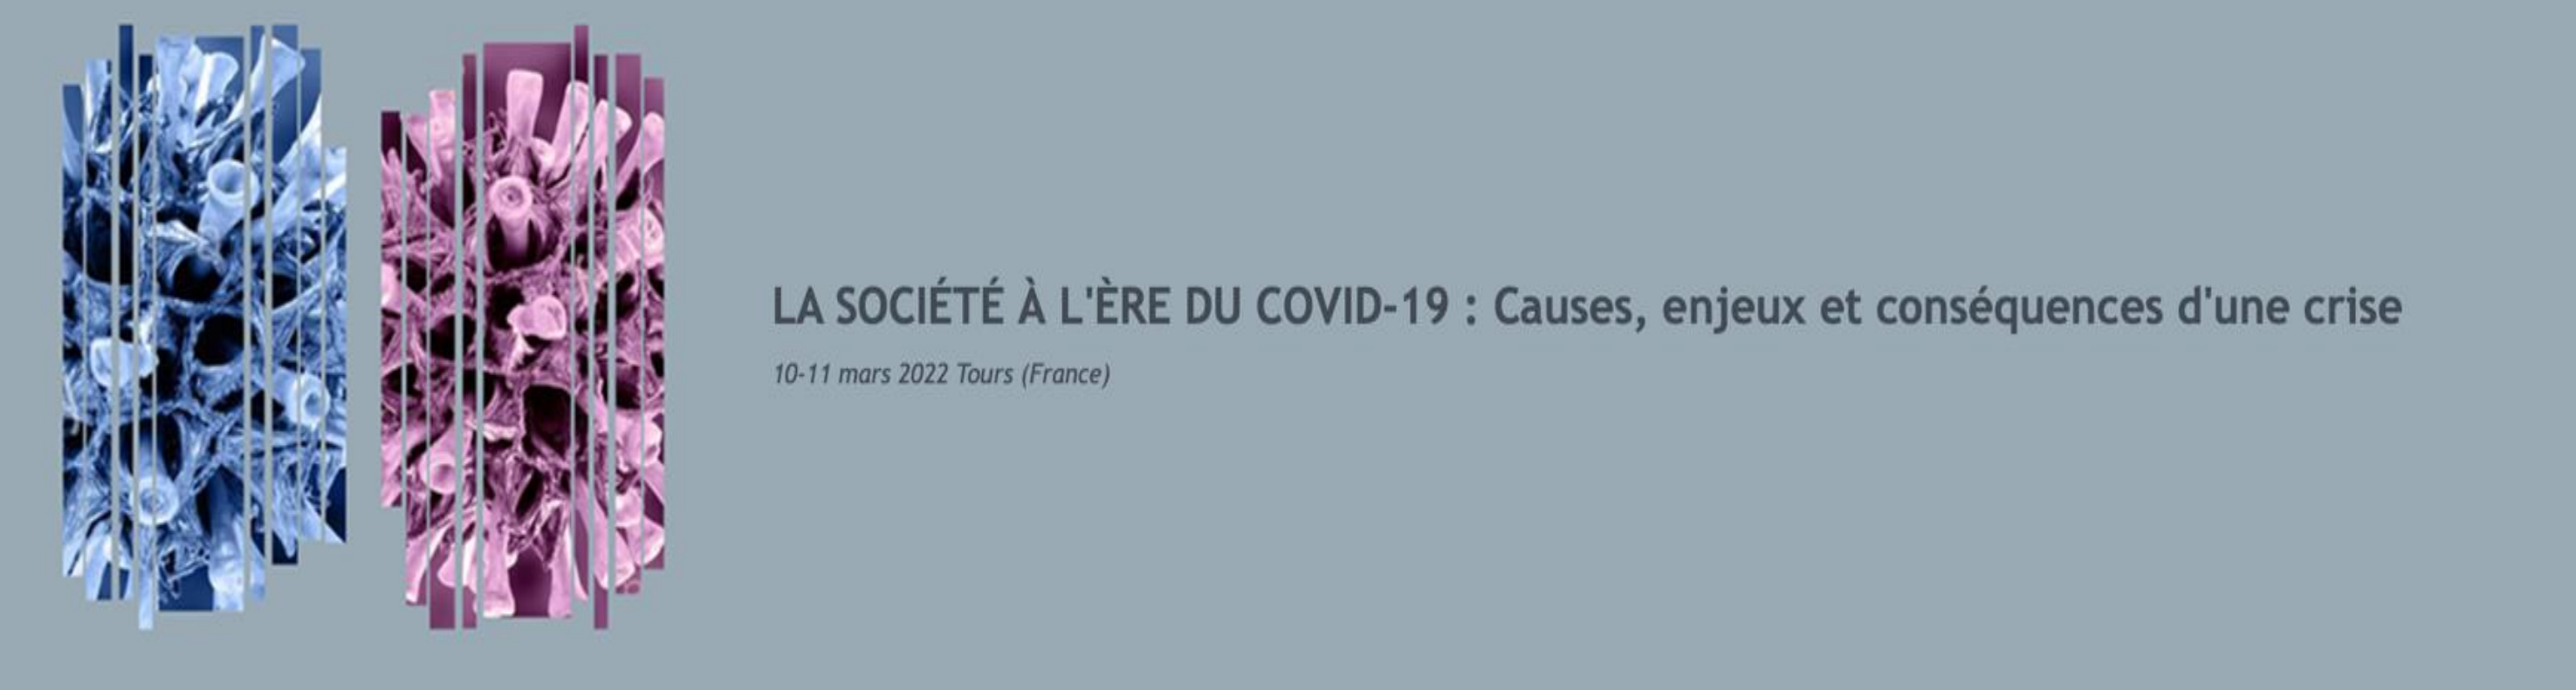 LA SOCIÉTÉ À L'ÈRE DU COVID-19 : Causes, enjeux et conséquences d'une crise
10-11 mars 2022 Tours (France)